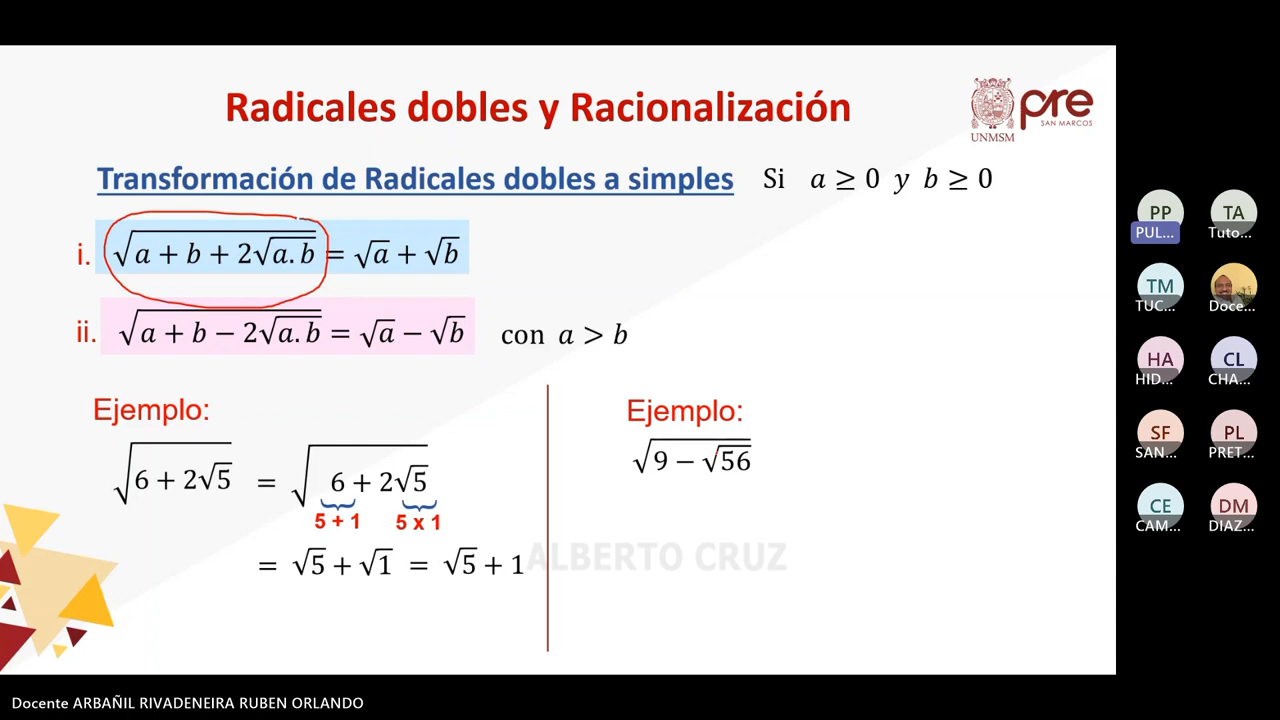 Radicales dobles y Racionalización
UNMSM
pre
SAN MARCOS
Transformación de Radicales dobles a simples Si a ≥ 0 y b ≥ 0
i. √(a + b + 2√(a.b)) = √a + √b
ii. √(a + b − 2√(a.b)) = √a − √b con a > b
Ejemplo:
√(6 + 2√5) = √(6 + 2√5)
5 + 1 5 x 1
= √5 + √1 = √5 + 1
Ejemplo:
√(9 − √56)
ALBERTO CRUZ
PP TA
PUL... Tuto...
TM
TUC... Doce...
HA CL
HID... CHA...
SF PL
SAN... PRET...
CE DM
CAM... DIAZ...
Docente ARBAÑIL RIVADENEIRA RUBEN ORLANDO